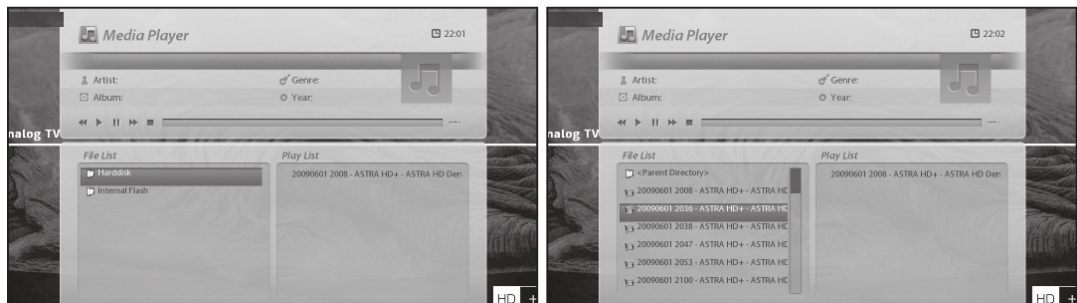 Media Player
22:01
Artist:
Genre:
Album:
Year:
nalog TV
File List
Play List
Harddisk
Internal Flash
20090601 2008 - ASTRA HD+ - ASTRA HD Den
HD +
Media Player
22:02
Artist:
Genre:
Album:
Year:
nalog TV
File List
Play List
<Parent Directory>
20090601 2008 - ASTRA HD+ - ASTRA HD
20090601 2036 - ASTRA HD+ - ASTRA HD
20090601 2038 - ASTRA HD+ - ASTRA HD
20090601 2047 - ASTRA HD+ - ASTRA HD
20090601 2053 - ASTRA HD+ - ASTRA HD
20090601 2100 - ASTRA HD+ - ASTRA HD
20090601 2008 - ASTRA HD+ - ASTRA HD Den
HD +